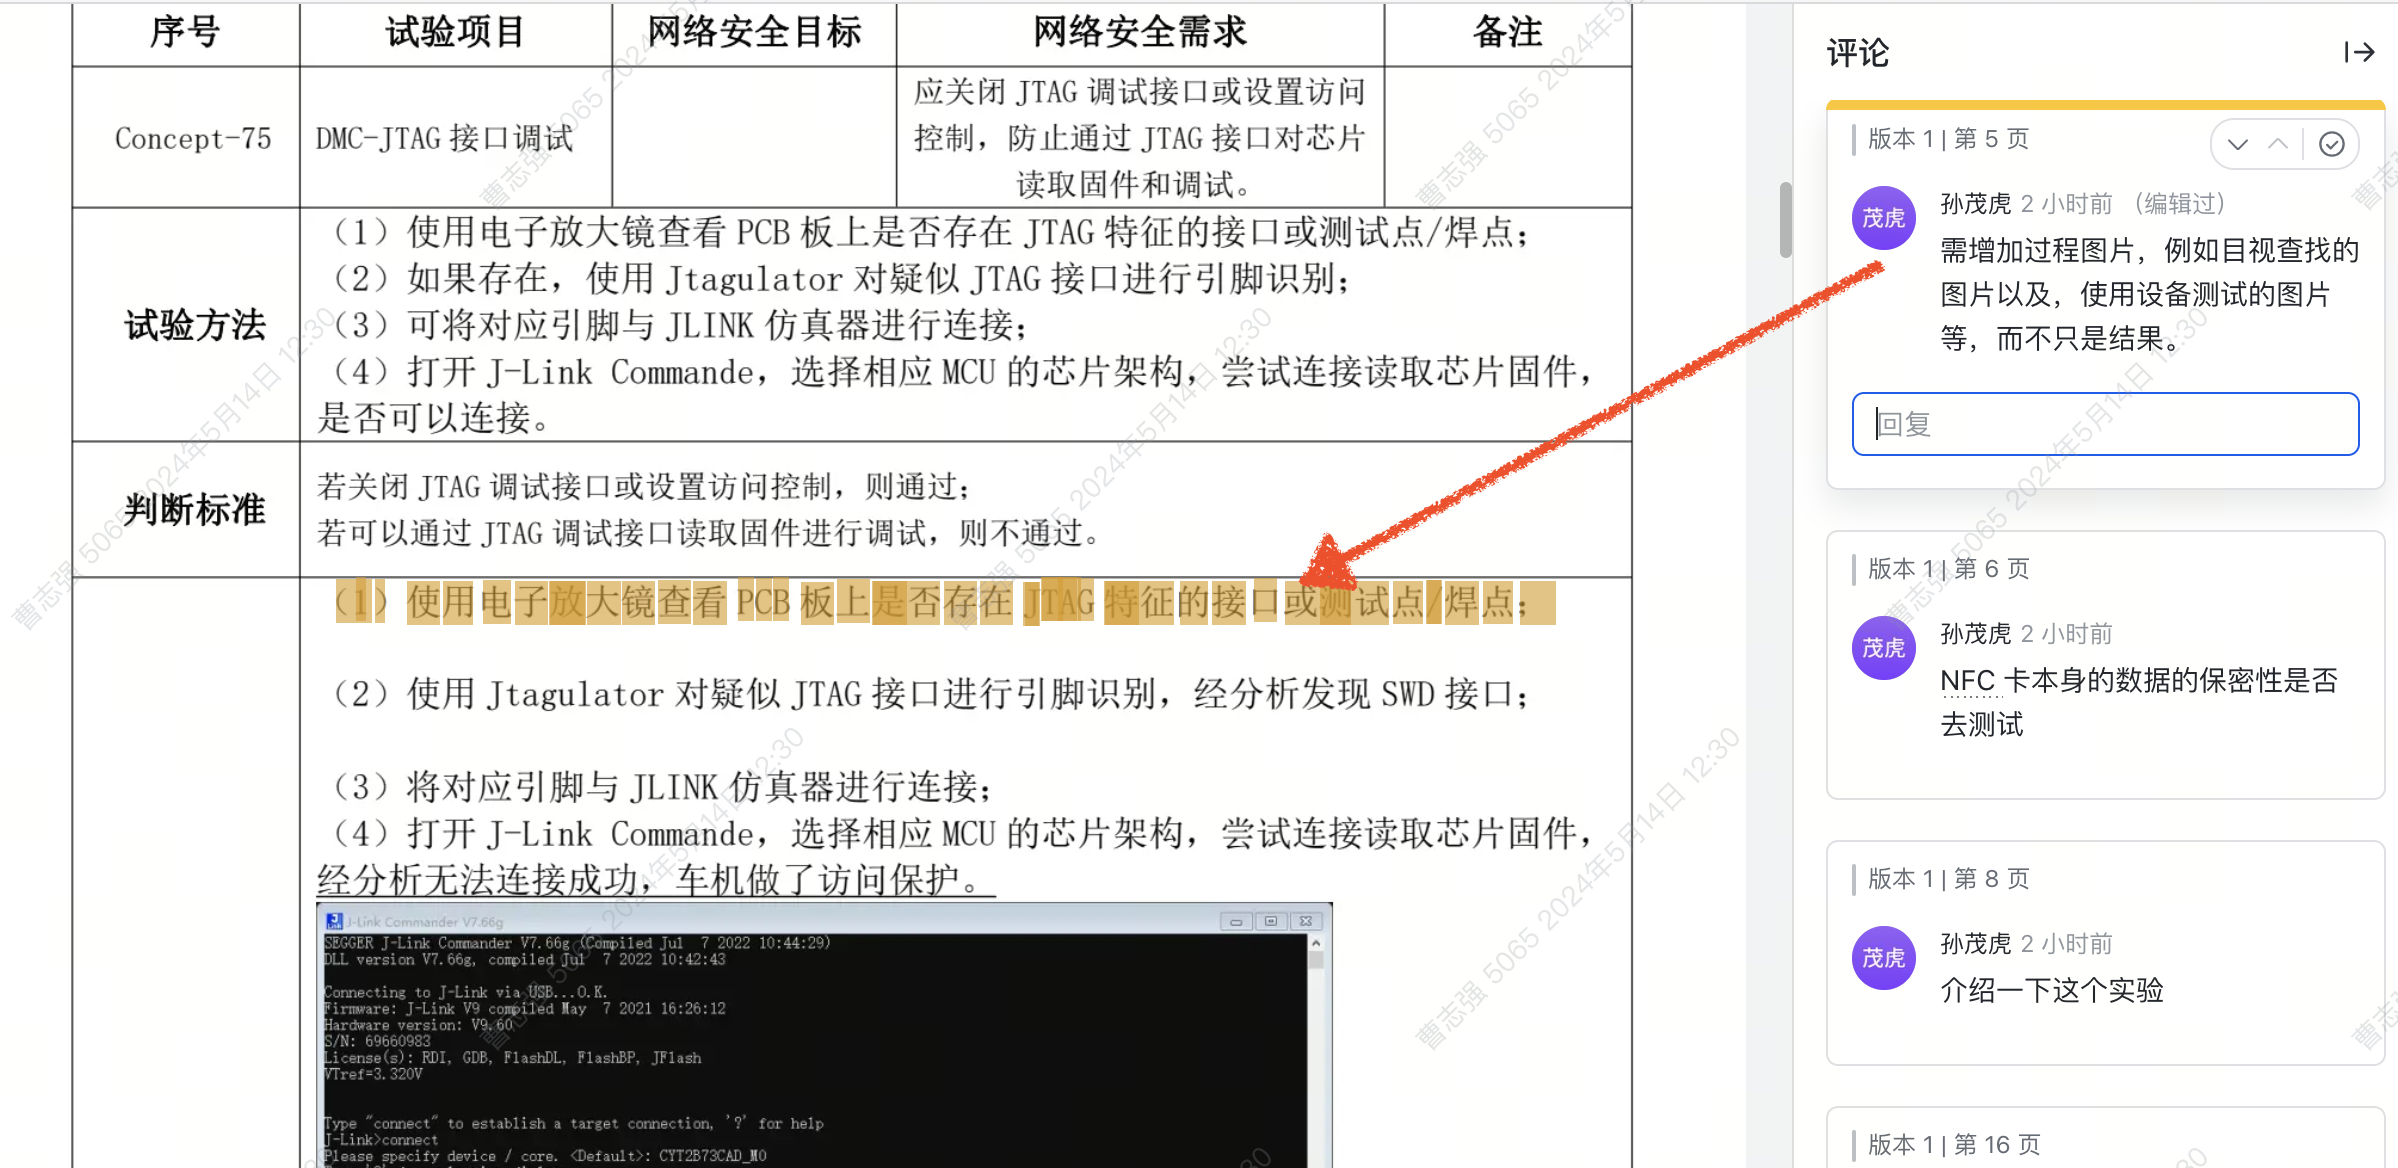 序号 试验项目 网络安全目标 网络安全需求 备注
Concept-75 DMC-JTAG 接口调试
应关闭 JTAG 调试接口或设置访问
控制，防止通过 JTAG 接口对芯片
读取固件和调试。
试验方法
（1）使用电子放大镜查看 PCB 板上是否存在 JTAG 特征的接口或测试点/焊点；
（2）如果存在，使用 Jtagulator 对疑似 JTAG 接口进行引脚识别；
（3）可将对应引脚与 JLINK 仿真器进行连接；
（4）打开 J-Link Commande，选择相应 MCU 的芯片架构，尝试连接读取芯片固件，
是否可以连接。
判断标准
若关闭 JTAG 调试接口或设置访问控制，则通过；
若可以通过 JTAG 调试接口读取固件进行调试，则不通过。
（1）使用电子放大镜查看 PCB 板上是否存在 JTAG 特征的接口或测试点/焊点；
（2）使用 Jtagulator 对疑似 JTAG 接口进行引脚识别，经分析发现 SWD 接口；
（3）将对应引脚与 JLINK 仿真器进行连接；
（4）打开 J-Link Commande，选择相应 MCU 的芯片架构，尝试连接读取芯片固件，
经分析无法连接成功，车机做了访问保护。
J-Link Commander V7.66g
SEGGER J-Link Commander V7.66g (Compiled Jul  7 2022 10:44:29)
DLL version V7.66g, compiled Jul  7 2022 10:42:43
Connecting to J-Link via USB...O.K.
Firmware: J-Link V9 compiled May  7 2021 16:26:12
Hardware version: V9.60
S/N: 69660983
License(s): RDI, GDB, FlashDL, FlashBP, JFlash
VTref=3.320V
Type "connect" to establish a target connection, '?' for help
J-Link>connect
Please specify device / core. <Default>: CYT2B73CAD_M0
评论
版本 1 | 第 5 页
茂虎
孙茂虎 2 小时前 （编辑过）
需增加过程图片，例如目视查找的
图片以及，使用设备测试的图片
等，而不只是结果。
回复
版本 1 | 第 6 页
茂虎
孙茂虎 2 小时前
NFC 卡本身的数据的保密性是否
去测试
版本 1 | 第 8 页
茂虎
孙茂虎 2 小时前
介绍一下这个实验
版本 1 | 第 16 页
曹志强 5065 2024年5月14日 12:30